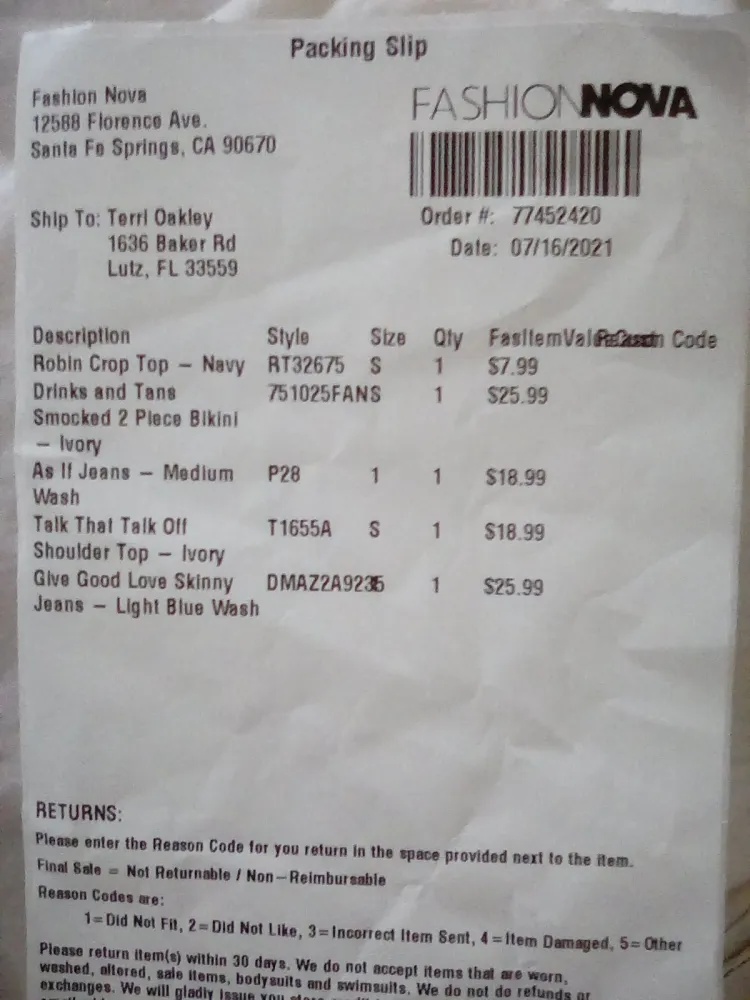 Packing Slip
Fashion Nova
12588 Florence Ave.
Santa Fe Springs, CA 90670
FASHIONNOVA
Ship To: Terri Oakley
1636 Baker Rd
Lutz, FL 33559
Order #: 77452420
Date: 07/16/2021
Description Style Size Qty FasItemVal Code
Robin Crop Top – Navy RT32675 S 1 $7.99
Drinks and Tans 751025FANS 1 $25.99
Smocked 2 Piece Bikini
– Ivory
As If Jeans – Medium P28 1 1 $18.99
Wash
Talk That Talk Off T1655A S 1 $18.99
Shoulder Top – Ivory
Give Good Love Skinny 1 $25.99
Jeans – Light Blue Wash
RETURNS:
Please enter the Reason Code for you return in the space provided next to the item.
Final Sale = Not Returnable / Non–Reimbursable
Reason Codes are:
1=Did Not Fit, 2=Did Not Like, 3=Incorrect Item Sent, 4=Item Damaged, 5=Other
Please return item(s) within 30 days. We do not accept items that are worn,
washed, altered, sale items, bodysuits and swimsuits. We do not do refunds or
exchanges. We will gladly issue you